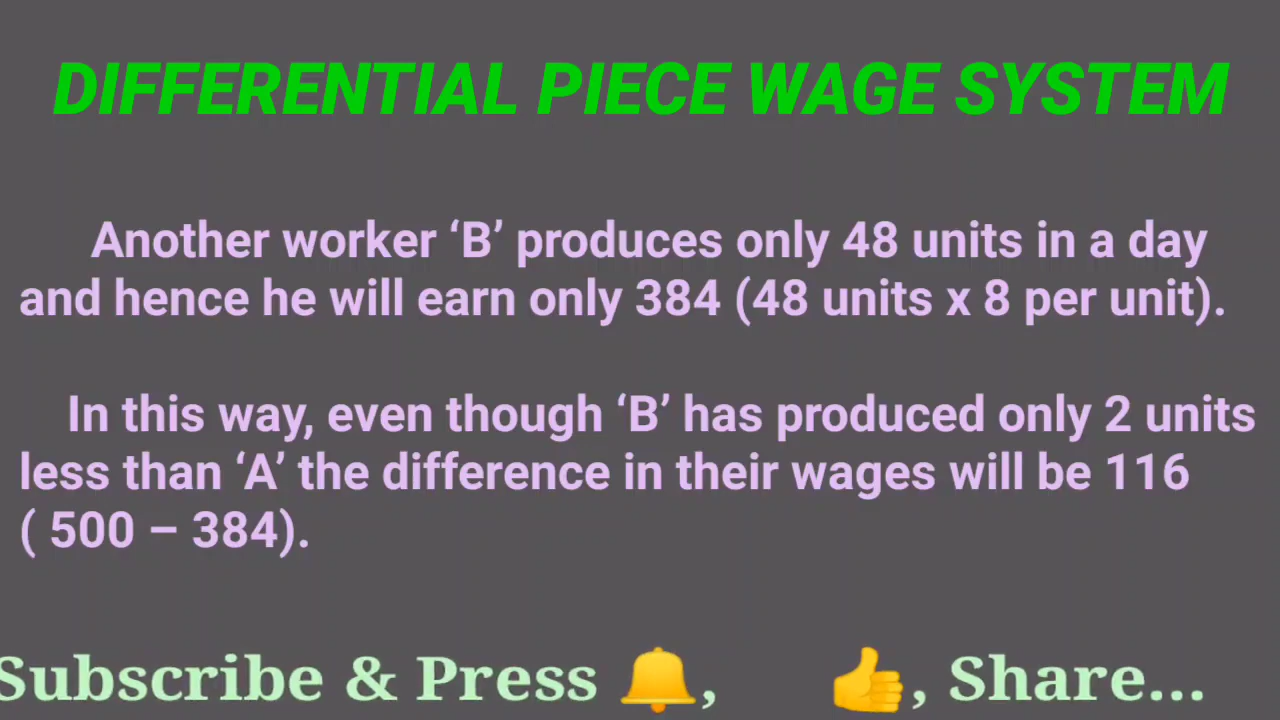 DIFFERENTIAL PIECE WAGE SYSTEM
Another worker ‘B’ produces only 48 units in a day
and hence he will earn only 384 (48 units x 8 per unit).
In this way, even though ‘B’ has produced only 2 units
less than ‘A’ the difference in their wages will be 116
( 500 – 384).
Subscribe & Press 🔔, 👍, Share...